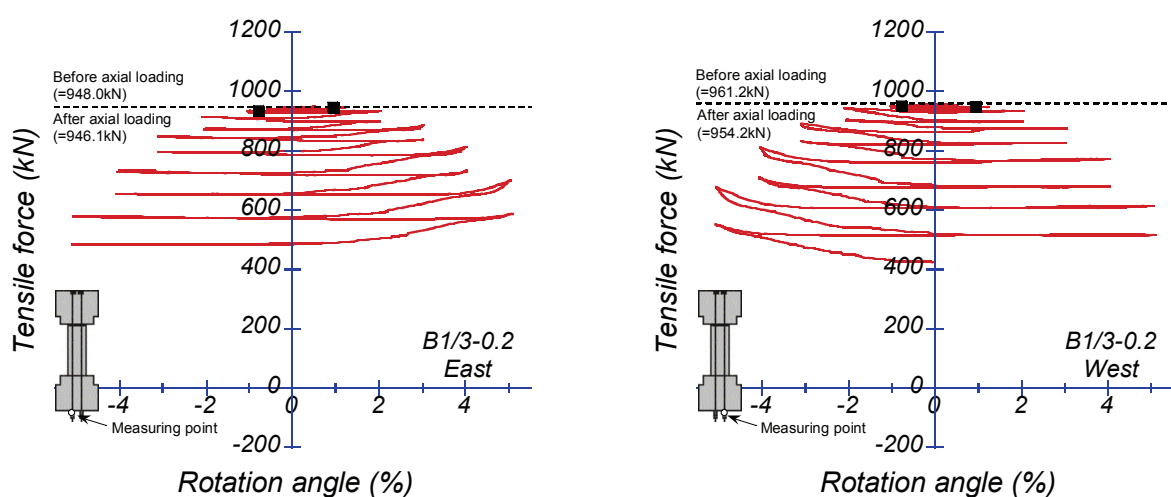 1200
Before axial loading
(=948.0kN)
1000
After axial loading
(=946.1kN)
800
600
400
200
0
-200
-4
-2
0
2
4
Tensile force (kN)
B1/3-0.2
East
Measuring point
Rotation angle (%)
1200
Before axial loading
(=961.2kN)
1000
After axial loading
(=954.2kN)
800
600
400
200
0
-200
-4
-2
0
2
4
Tensile force (kN)
B1/3-0.2
West
Measuring point
Rotation angle (%)